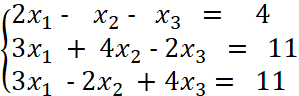 2x₁ - x₂ - x₃ = 4
3x₁ + 4x₂ - 2x₃ = 11
3x₁ - 2x₂ + 4x₃ = 11